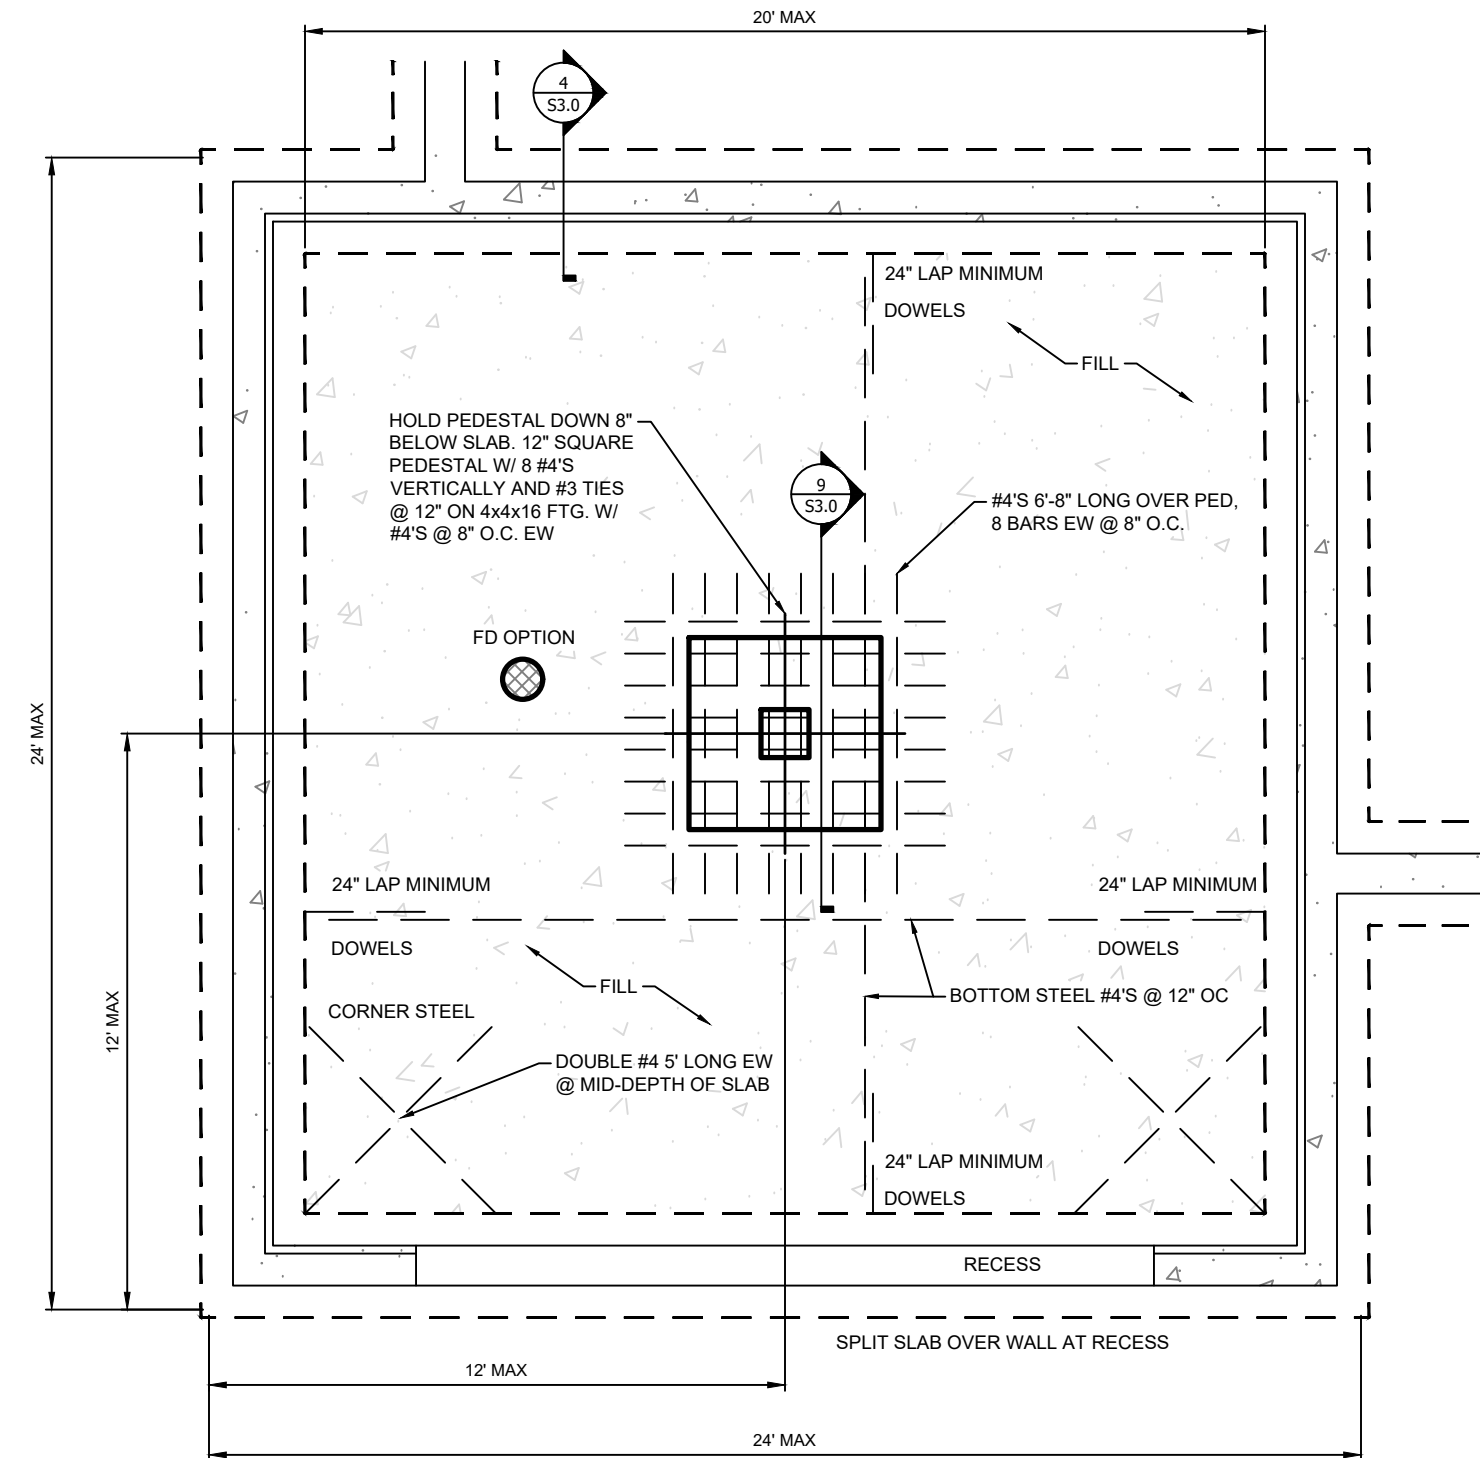 20' MAX
4
S3.0
24" LAP MINIMUM
DOWELS
FILL
HOLD PEDESTAL DOWN 8"
BELOW SLAB. 12" SQUARE
PEDESTAL W/ 8 #4'S
VERTICALLY AND #3 TIES
@ 12" ON 4x4x16 FTG. W/
#4'S @ 8" O.C. EW
9
S3.0
#4'S 6'-8" LONG OVER PED,
8 BARS EW @ 8" O.C.
FD OPTION
24' MAX
12' MAX
24" LAP MINIMUM
24" LAP MINIMUM
DOWELS
DOWELS
FILL
BOTTOM STEEL #4'S @ 12" OC
CORNER STEEL
DOUBLE #4 5' LONG EW
@ MID-DEPTH OF SLAB
24" LAP MINIMUM
DOWELS
RECESS
SPLIT SLAB OVER WALL AT RECESS
12' MAX
24' MAX